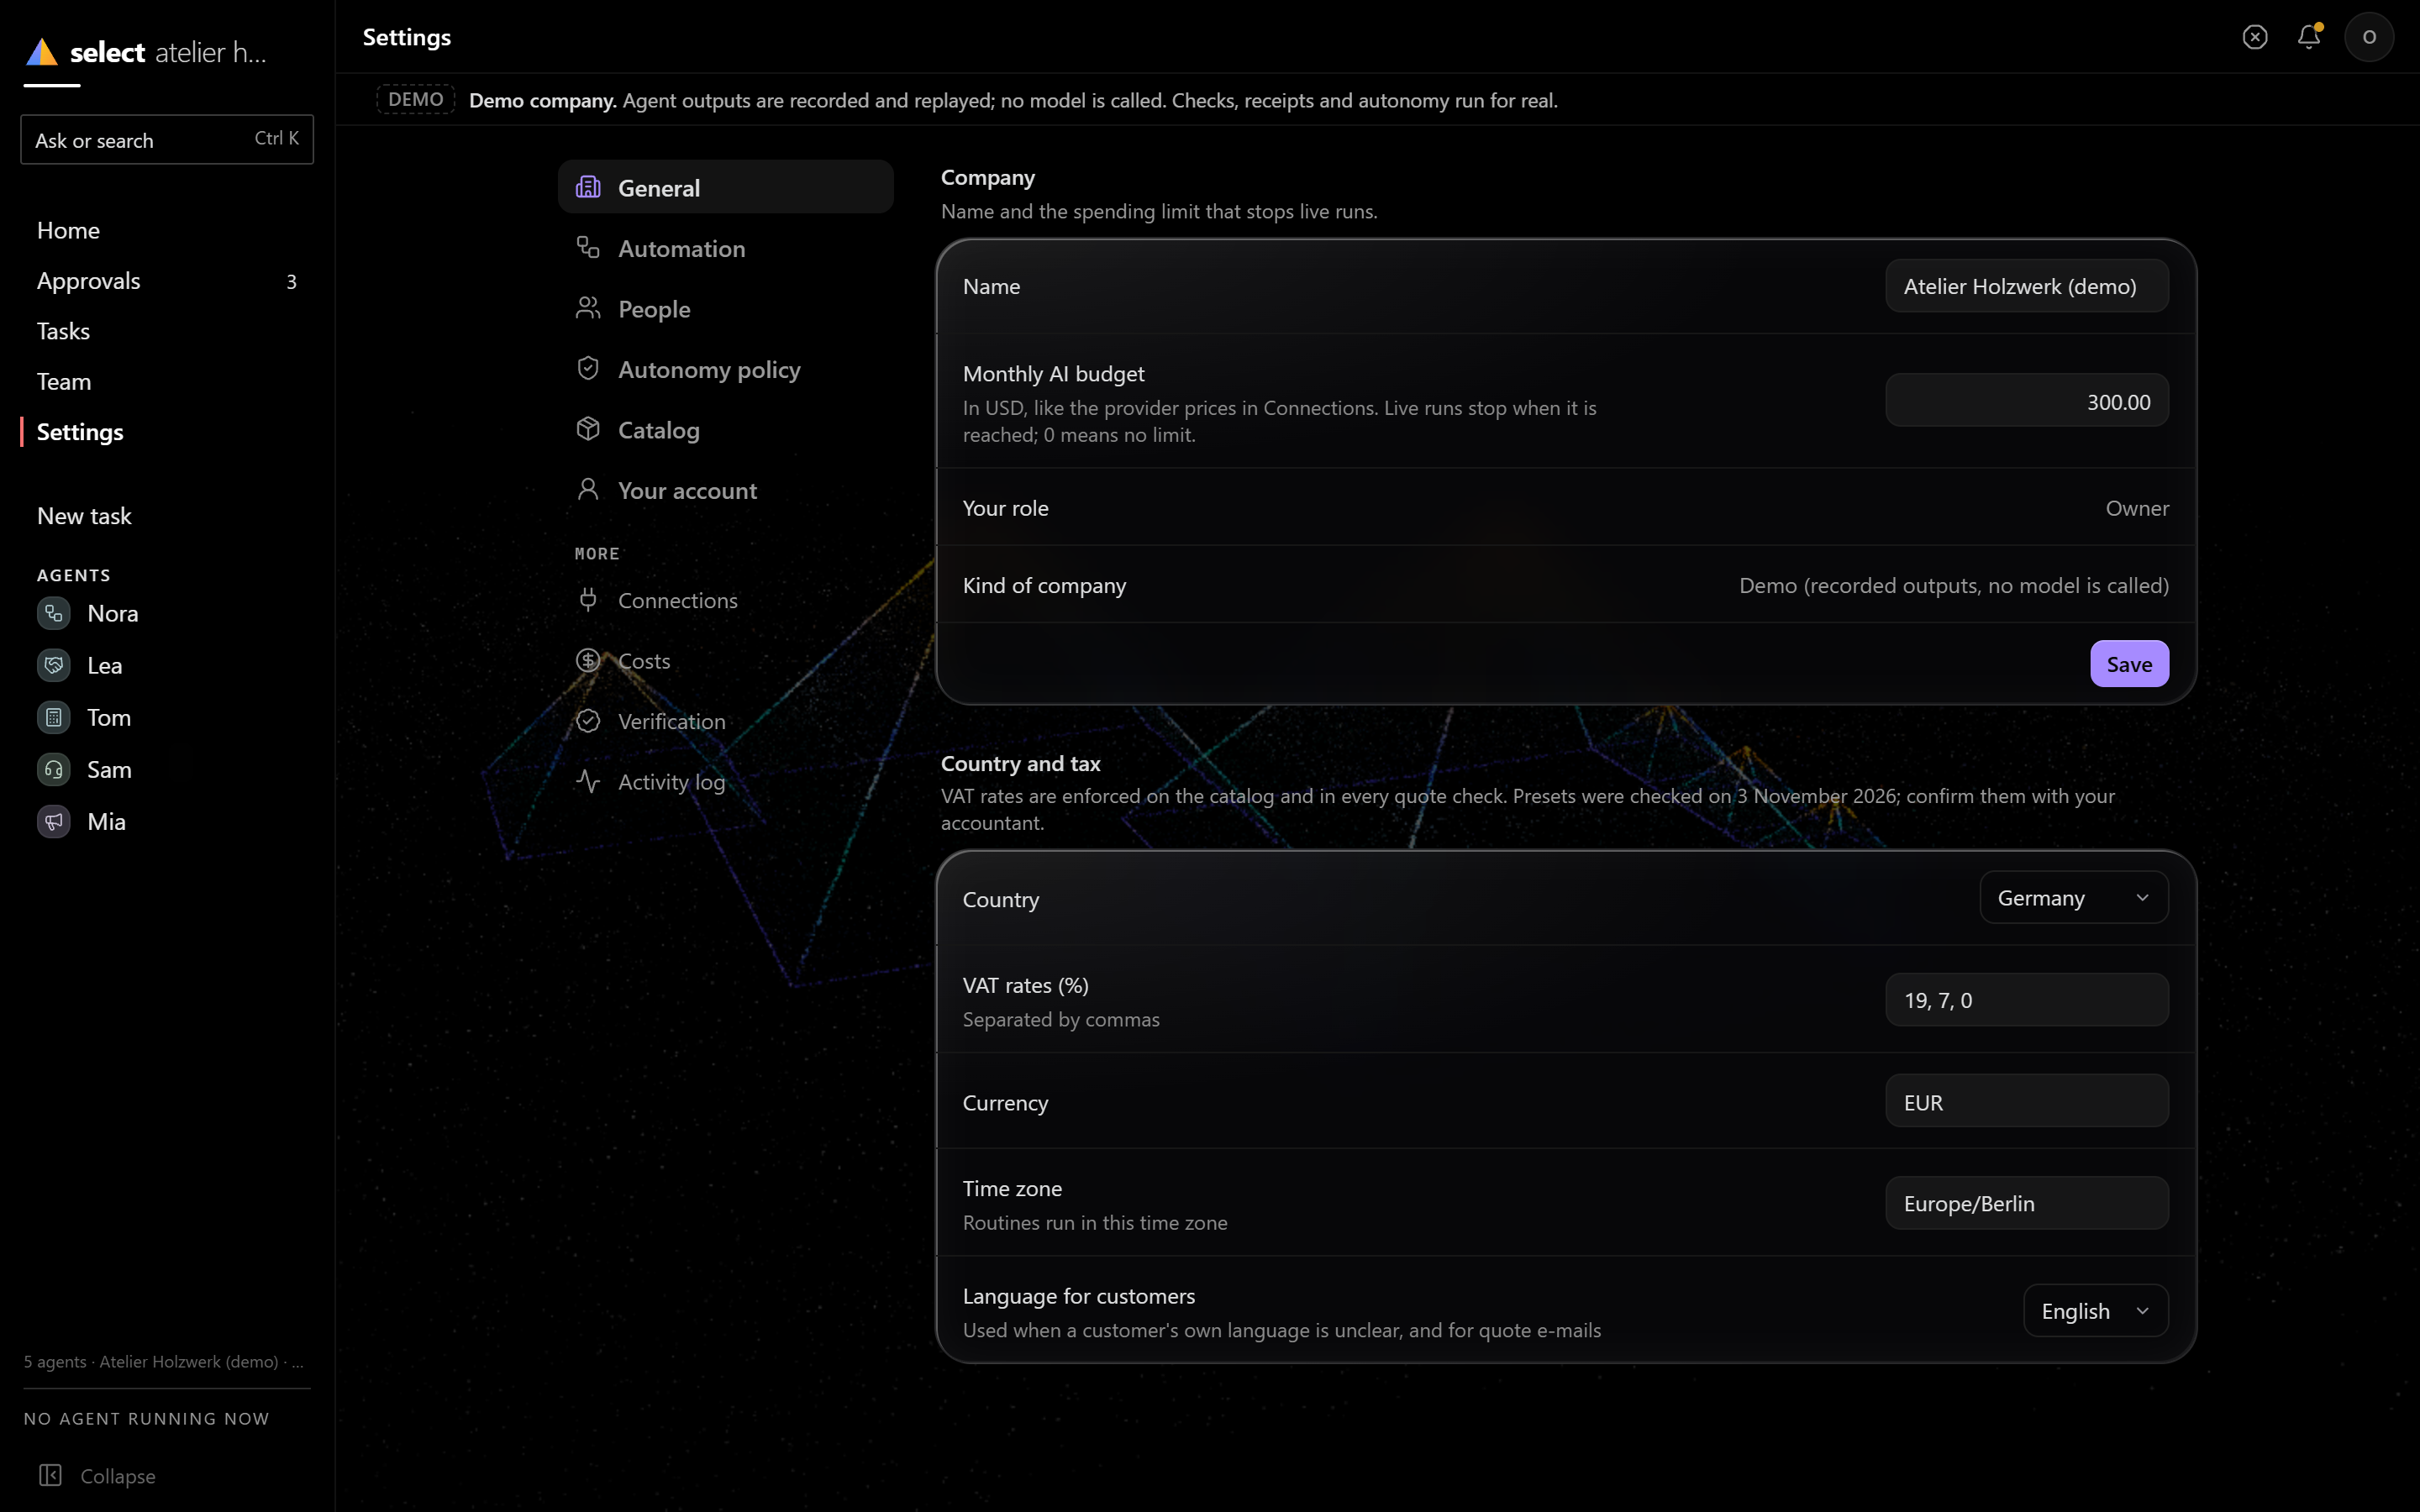 select atelier h...
Ask or search Ctrl K
Home
Approvals 3
Tasks
Team
Settings
New task
AGENTS
Nora
Lea
Tom
Sam
Mia
5 agents · Atelier Holzwerk (demo) · ...
NO AGENT RUNNING NOW
Collapse
Settings
O
DEMO Demo company. Agent outputs are recorded and replayed; no model is called. Checks, receipts and autonomy run for real.
General
Automation
People
Autonomy policy
Catalog
Your account
MORE
Connections
Costs
Verification
Activity log
Company
Name and the spending limit that stops live runs.
Name Atelier Holzwerk (demo)
Monthly AI budget
In USD, like the provider prices in Connections. Live runs stop when it is
reached; 0 means no limit.
300.00
Your role Owner
Kind of company Demo (recorded outputs, no model is called)
Save
Country and tax
VAT rates are enforced on the catalog and in every quote check. Presets were checked on 3 November 2026; confirm them with your
accountant.
Country Germany
VAT rates (%)
Separated by commas
19, 7, 0
Currency EUR
Time zone
Routines run in this time zone
Europe/Berlin
Language for customers
Used when a customer's own language is unclear, and for quote e-mails
English